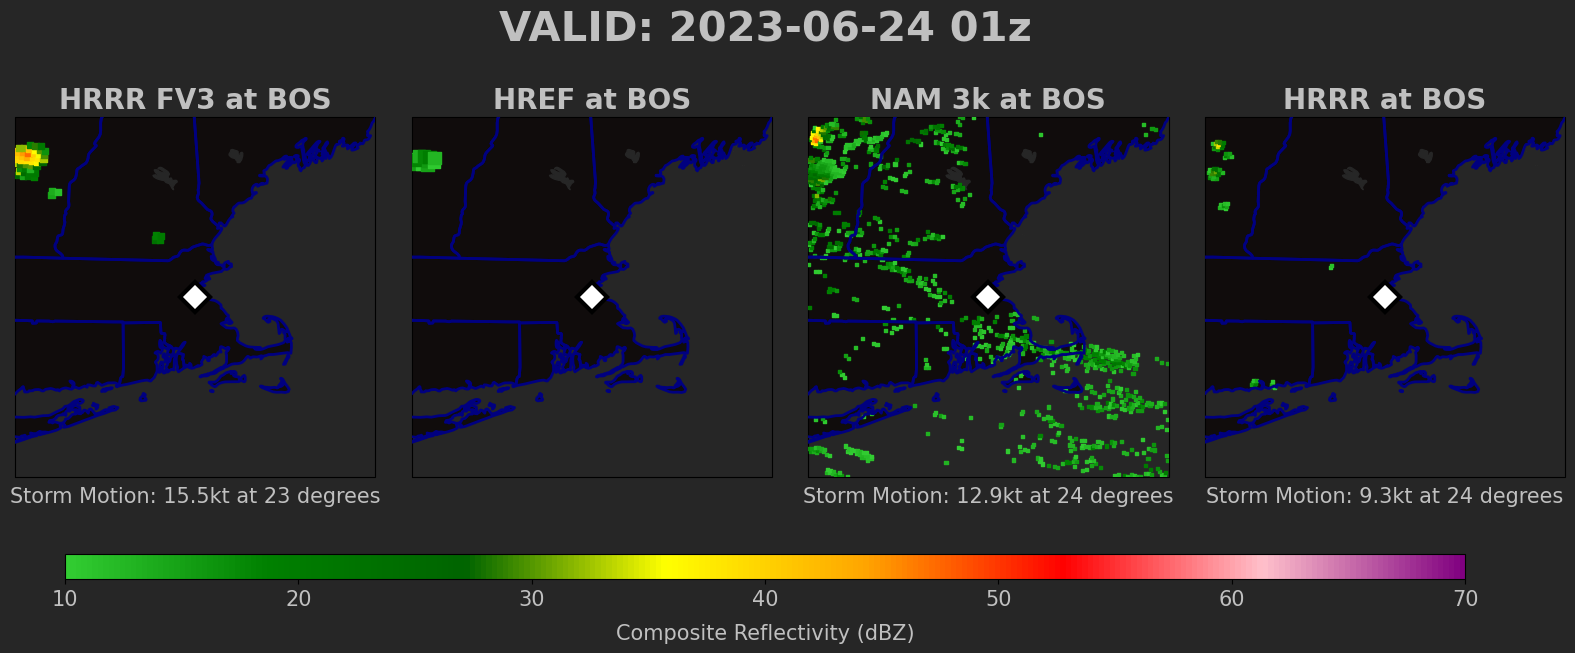 VALID: 2023-06-24 01z
HRRR FV3 at BOS
HREF at BOS
NAM 3k at BOS
HRRR at BOS
Storm Motion: 15.5kt at 23 degrees
Storm Motion: 12.9kt at 24 degrees
Storm Motion: 9.3kt at 24 degrees
10 20 30 40 50 60 70
Composite Reflectivity (dBZ)